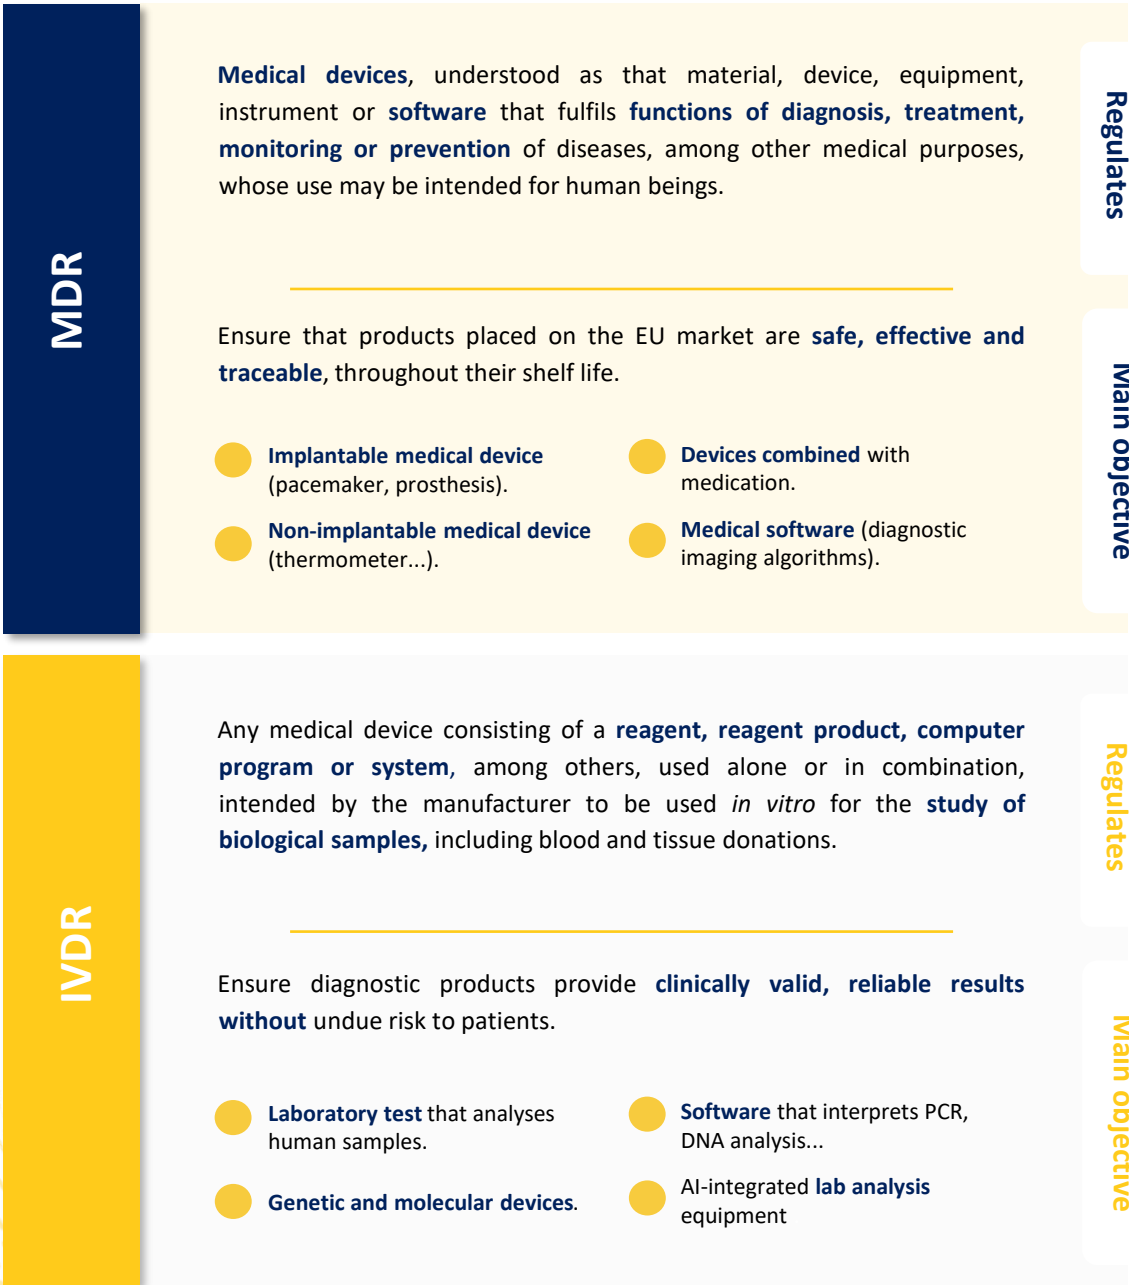 MDR
Medical devices, understood as that material, device, equipment,
instrument or software that fulfils functions of diagnosis, treatment,
monitoring or prevention of diseases, among other medical purposes,
whose use may be intended for human beings.
Regulates
Ensure that products placed on the EU market are safe, effective and
traceable, throughout their shelf life.
Main objective
Implantable medical device
(pacemaker, prosthesis).
Non-implantable medical device
(thermometer...).
Devices combined with
medication.
Medical software (diagnostic
imaging algorithms).
IVDR
Any medical device consisting of a reagent, reagent product, computer
program or system, among others, used alone or in combination,
intended by the manufacturer to be used in vitro for the study of
biological samples, including blood and tissue donations.
Regulates
Ensure diagnostic products provide clinically valid, reliable results
without undue risk to patients.
Main objective
Laboratory test that analyses
human samples.
Genetic and molecular devices.
Software that interprets PCR,
DNA analysis...
AI-integrated lab analysis
equipment